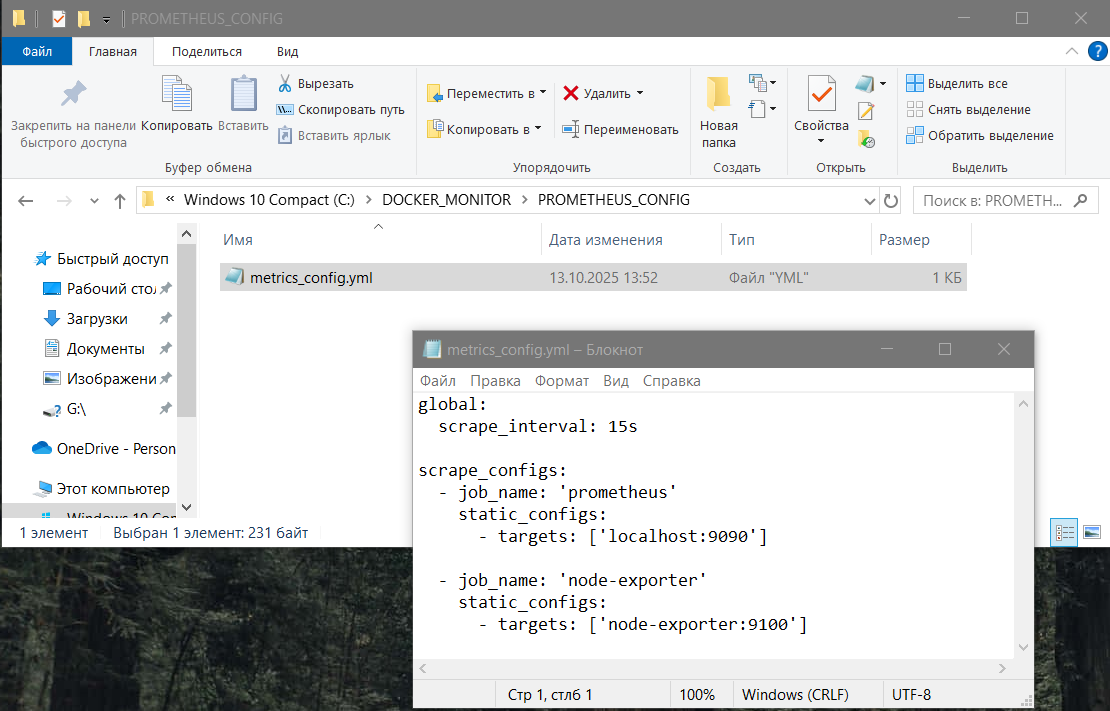 PROMETHEUS_CONFIG
Файл Главная Поделиться Вид
Закрепить на панели быстрого доступа
Копировать
Вставить
Вырезать
Скопировать путь
Вставить ярлык
Буфер обмена
Переместить в
Копировать в
Удалить
Переименовать
Упорядочить
Новая папка
Создать
Свойства
Открыть
Выделить все
Снять выделение
Обратить выделение
Выделить
« Windows 10 Compact (C:) > DOCKER_MONITOR > PROMETHEUS_CONFIG
Поиск в: PROMETH...
Имя Дата изменения Тип Размер
metrics_config.yml 13.10.2025 13:52 Файл "YML" 1 КБ
Быстрый доступ
Рабочий стол
Загрузки
Документы
Изображени
G:\
OneDrive - Person
Этот компьютер
Windows 10 Com
1 элемент Выбран 1 элемент: 231 байт
metrics_config.yml – Блокнот
Файл Правка Формат Вид Справка
global:
  scrape_interval: 15s
scrape_configs:
  - job_name: 'prometheus'
    static_configs:
      - targets: ['localhost:9090']
  - job_name: 'node-exporter'
    static_configs:
      - targets: ['node-exporter:9100']
Стр 1, стлб 1 100% Windows (CRLF) UTF-8